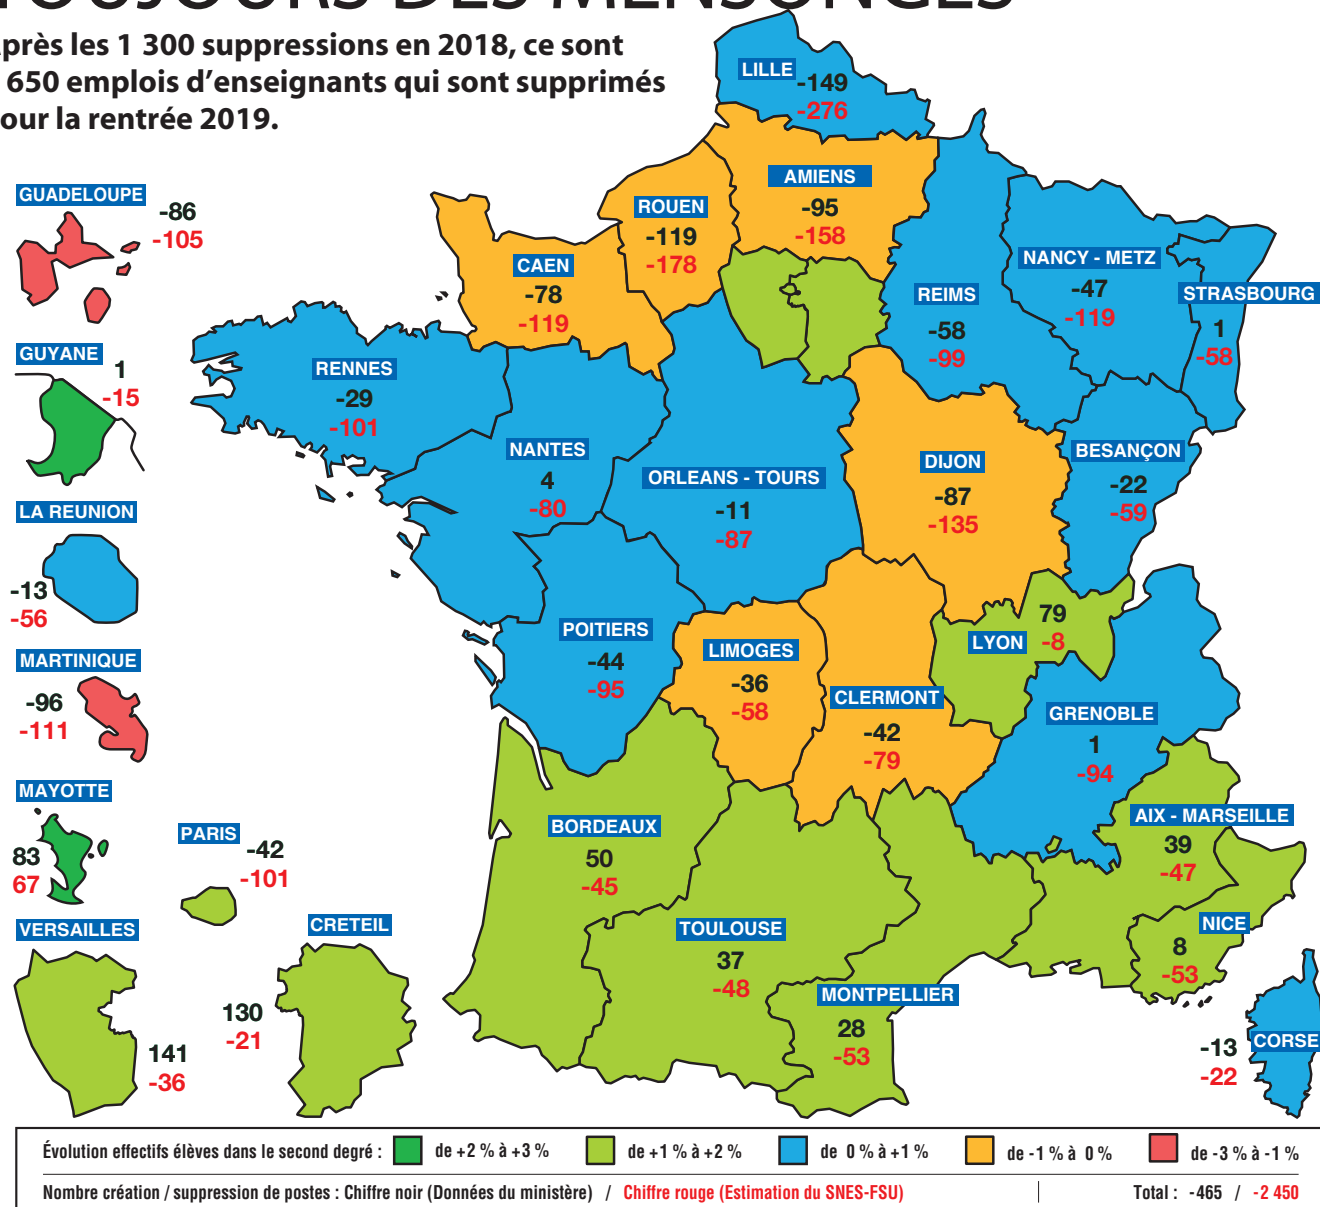 TOUJOURS DES MENSONGES
près les 1 300 suppressions en 2018, ce sont
650 emplois d'enseignants qui sont supprimés
our la rentrée 2019.
LILLE
-149
-276
AMIENS
-95
-158
ROUEN
-119
-178
CAEN
-78
-119
REIMS
-58
-99
NANCY - METZ
-47
-119
STRASBOURG
1
-58
GUADELOUPE
-86
-105
GUYANE
1
-15
LA REUNION
-13
-56
MARTINIQUE
-96
-111
MAYOTTE
83
67
PARIS
-42
-101
VERSAILLES
141
-36
CRETEIL
130
-21
RENNES
-29
-101
NANTES
4
-80
ORLEANS - TOURS
-11
-87
DIJON
-87
-135
BESANÇON
-22
-59
POITIERS
-44
-95
LIMOGES
-36
-58
CLERMONT
-42
-79
LYON
79
-8
GRENOBLE
1
-94
BORDEAUX
50
-45
TOULOUSE
37
-48
MONTPELLIER
28
-53
AIX - MARSEILLE
39
-47
NICE
8
-53
CORSE
-13
-22
Évolution effectifs élèves dans le second degré : de +2 % à +3 % de +1 % à +2 % de 0 % à +1 % de -1 % à 0 % de -3 % à -1 %
Nombre création / suppression de postes : Chiffre noir (Données du ministère) / Chiffre rouge (Estimation du SNES-FSU) Total : -465 / -2 450